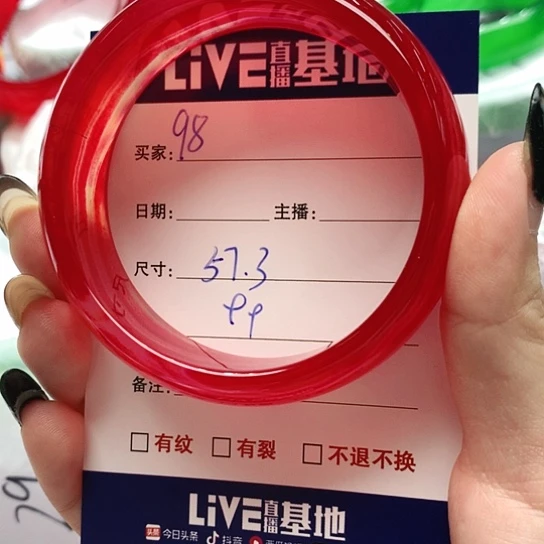 LiVE直播基地
买家: 98
日期: 主播:
尺寸: 57.3
备注:
有纹 有裂 不退不换
LiVE直播基地
头条 今日头条 抖音